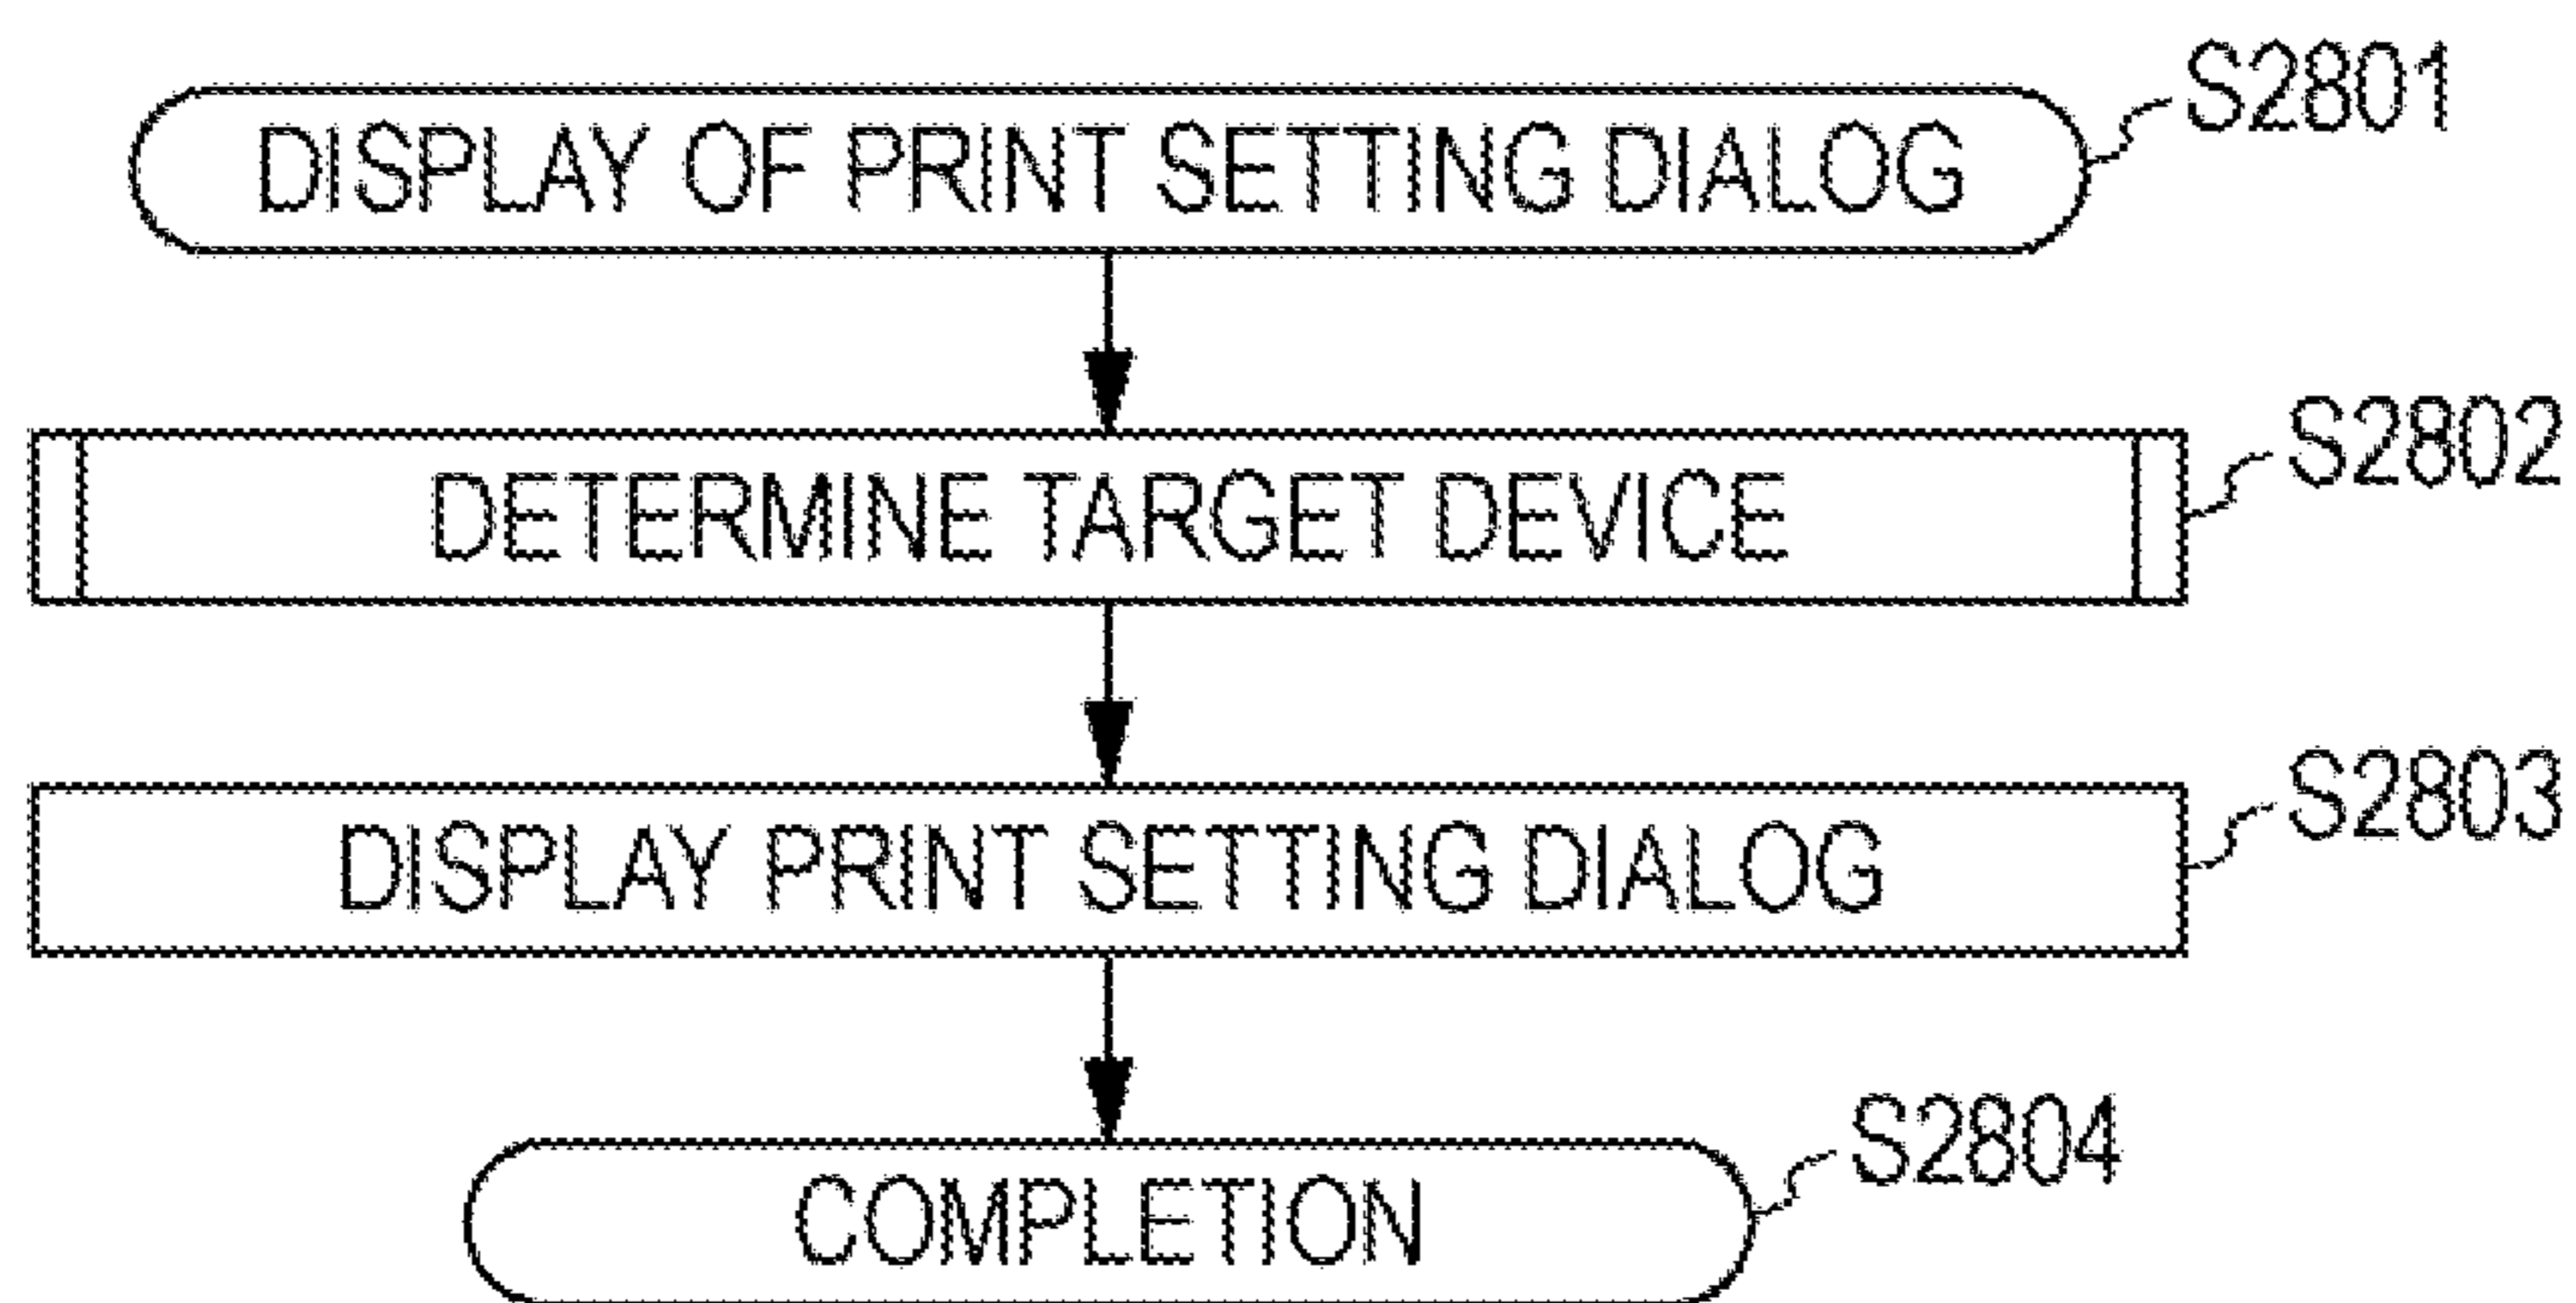 S2801
DISPLAY OF PRINT SETTING DIALOG
S2802
DETERMINE TARGET DEVICE
S2803
DISPLAY PRINT SETTING DIALOG
S2804
COMPLETION